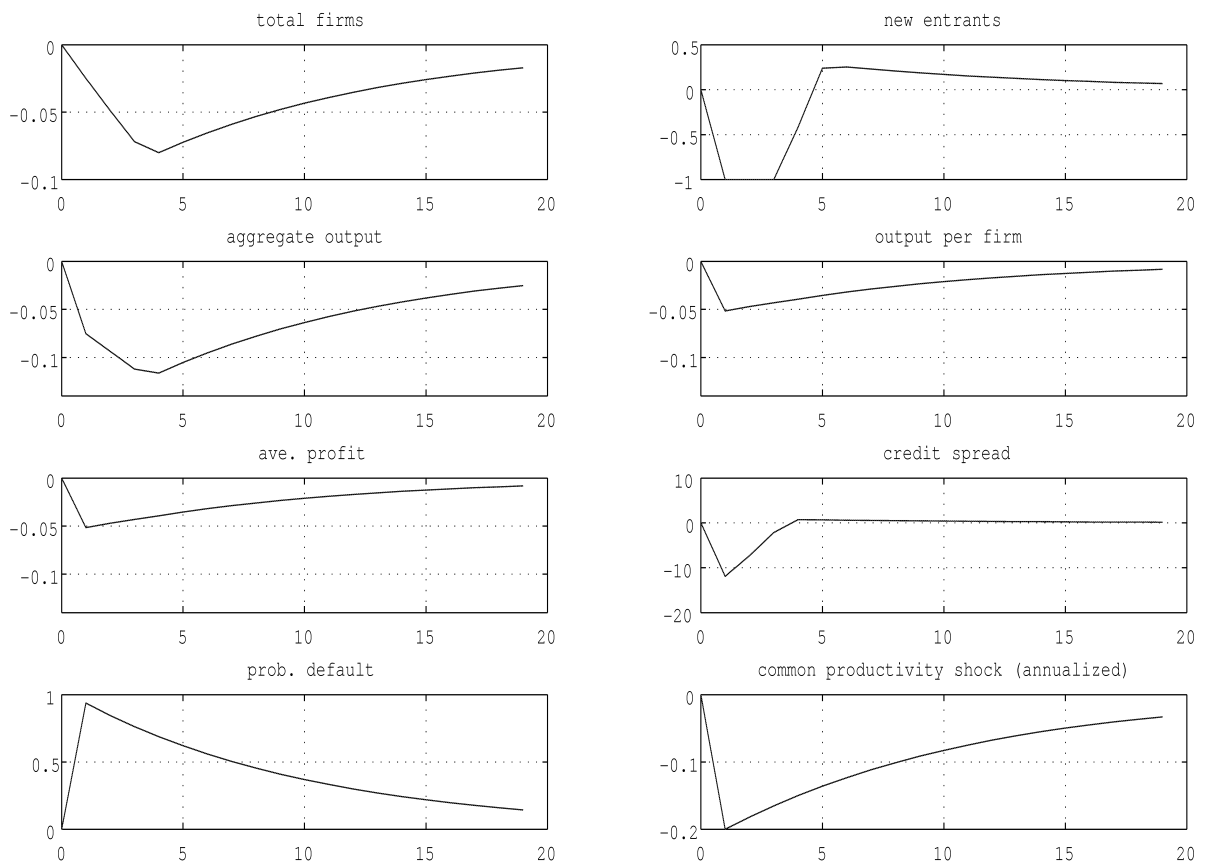 total firms
0
-0.05
-0.1
0 5 10 15 20
new entrants
0.5
0
-0.5
-1
0 5 10 15 20
aggregate output
0
-0.05
-0.1
0 5 10 15 20
output per firm
0
-0.05
-0.1
0 5 10 15 20
ave. profit
0
-0.05
-0.1
0 5 10 15 20
credit spread
10
0
-10
-20
0 5 10 15 20
prob. default
1
0.5
0
0 5 10 15 20
common productivity shock (annualized)
0
-0.1
-0.2
0 5 10 15 20